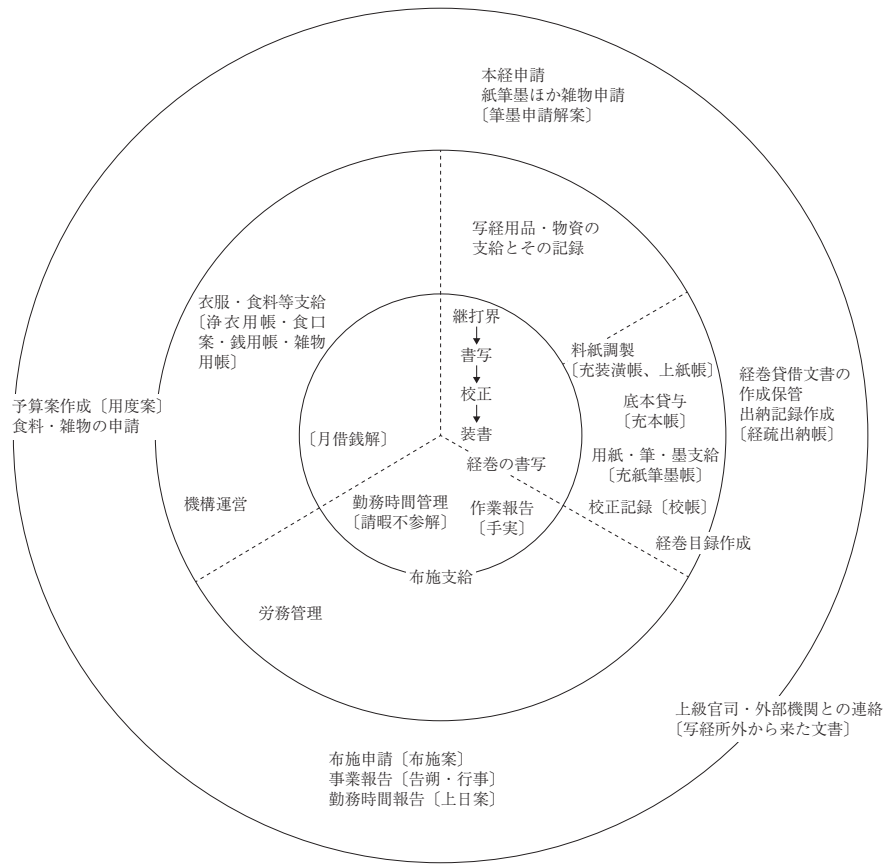 本経申請
紙筆墨ほか雑物申請
〔筆墨申請解案〕
写経用品・物資の
支給とその記録
衣服・食料等支給
〔浄衣用帳・食口
案・銭用帳・雑物
用帳〕
継打界
書写
校正
装書
経巻の書写
料紙調製
〔充装潢帳、上紙帳〕
底本貸与
〔充本帳〕
用紙・筆・墨支給
〔充紙筆墨帳〕
校正記録〔校帳〕
経巻目録作成
経巻貸借文書の
作成保管
出納記録作成
〔経疏出納帳〕
予算案作成〔用度案〕
食料・雑物の申請
〔月借銭解〕
機構運営
勤務時間管理
〔請暇不参解〕
作業報告
〔手実〕
布施支給
労務管理
上級官司・外部機関との連絡
〔写経所外から来た文書〕
布施申請〔布施案〕
事業報告〔告朔・行事〕
勤務時間報告〔上日案〕